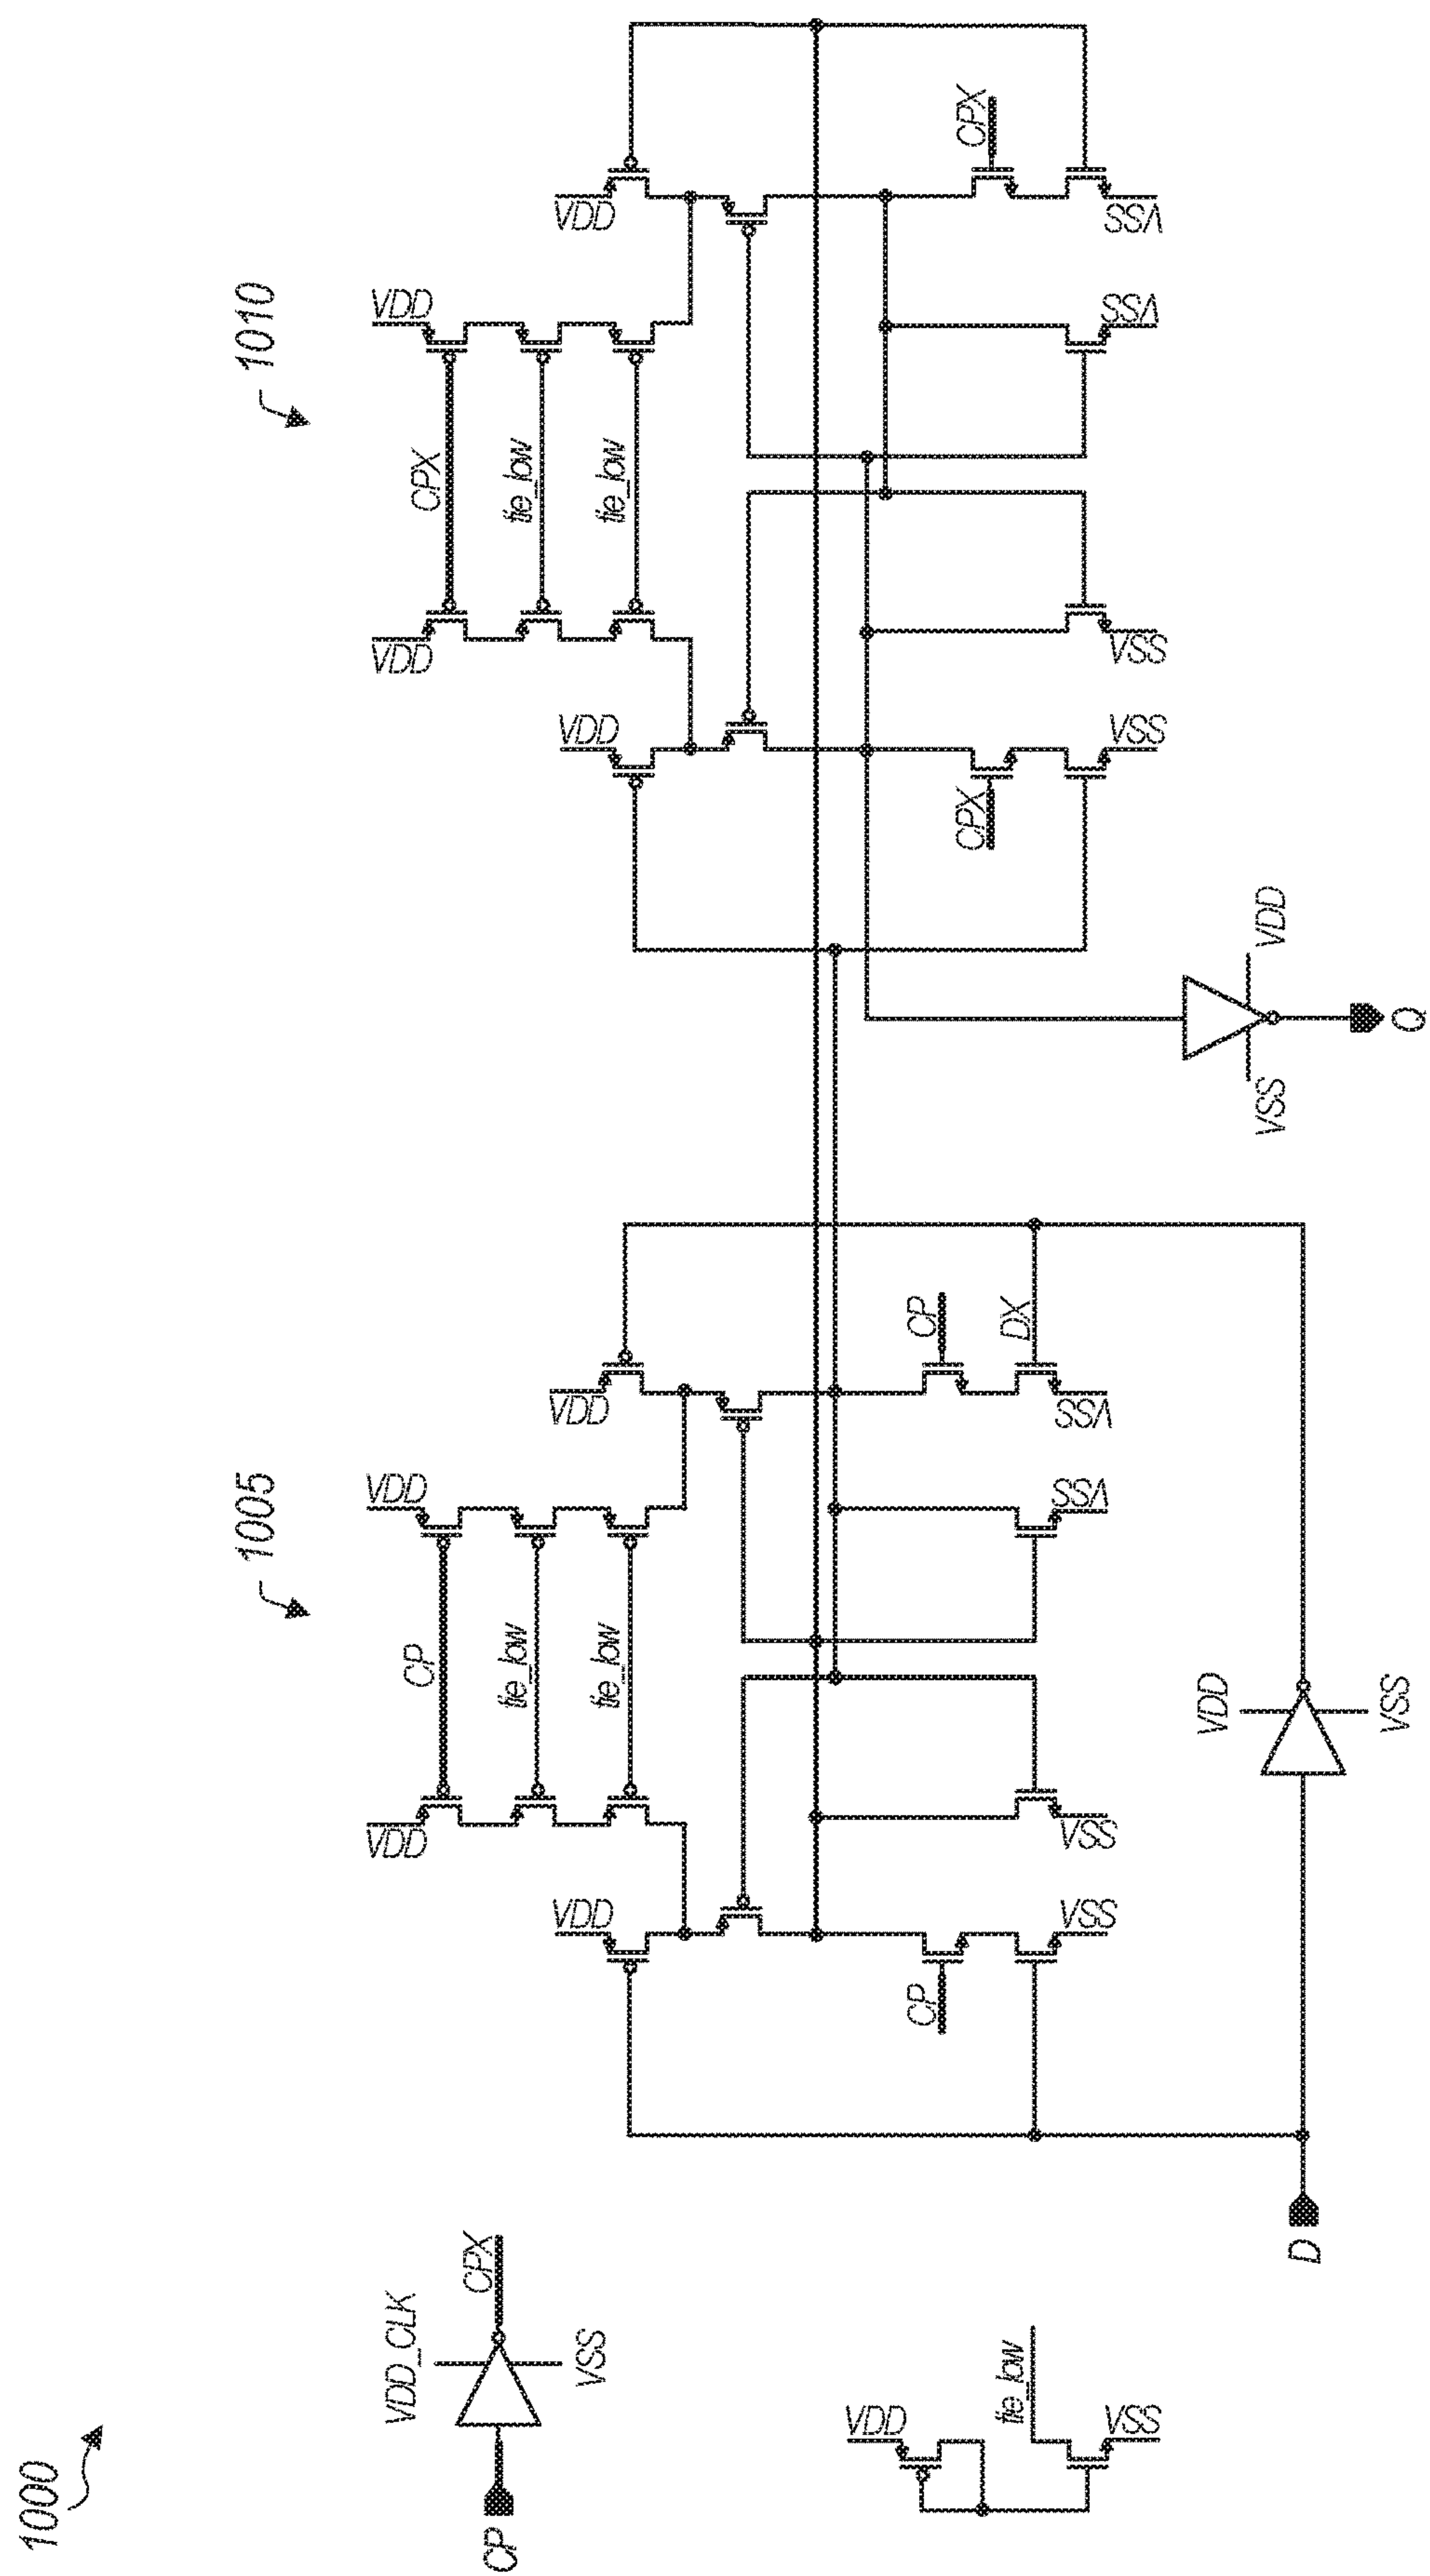 1000
1005
1010
VDD_CLK
VDD
VDD
VDD
VDD
CP
CPX
CP
CPX
tie_low
tie_low
VSS
VDD
VDD
VDD
VDD
tie_low
tie_low
VDD
CP
CP
CPX
CPX
tie_low
DX
VSS
VSS
VSS
VSS
VSS
VSS
VSS
VSS
VSS
VDD
VSS
VDD
D
VSS
Q